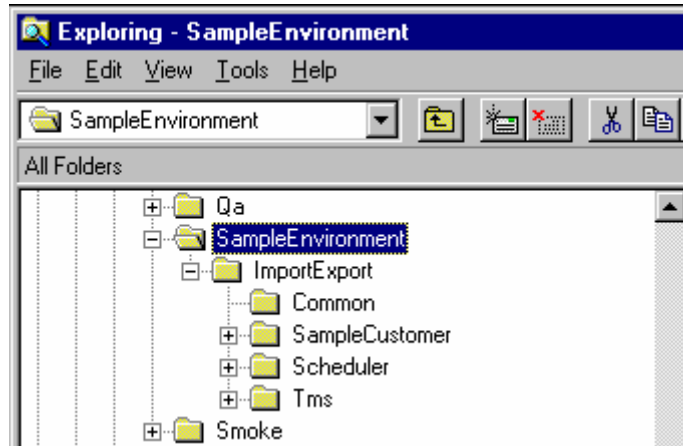 Exploring - SampleEnvironment
File Edit View Tools Help
SampleEnvironment
All Folders
Qa
SampleEnvironment
ImportExport
Common
SampleCustomer
Scheduler
Tms
Smoke